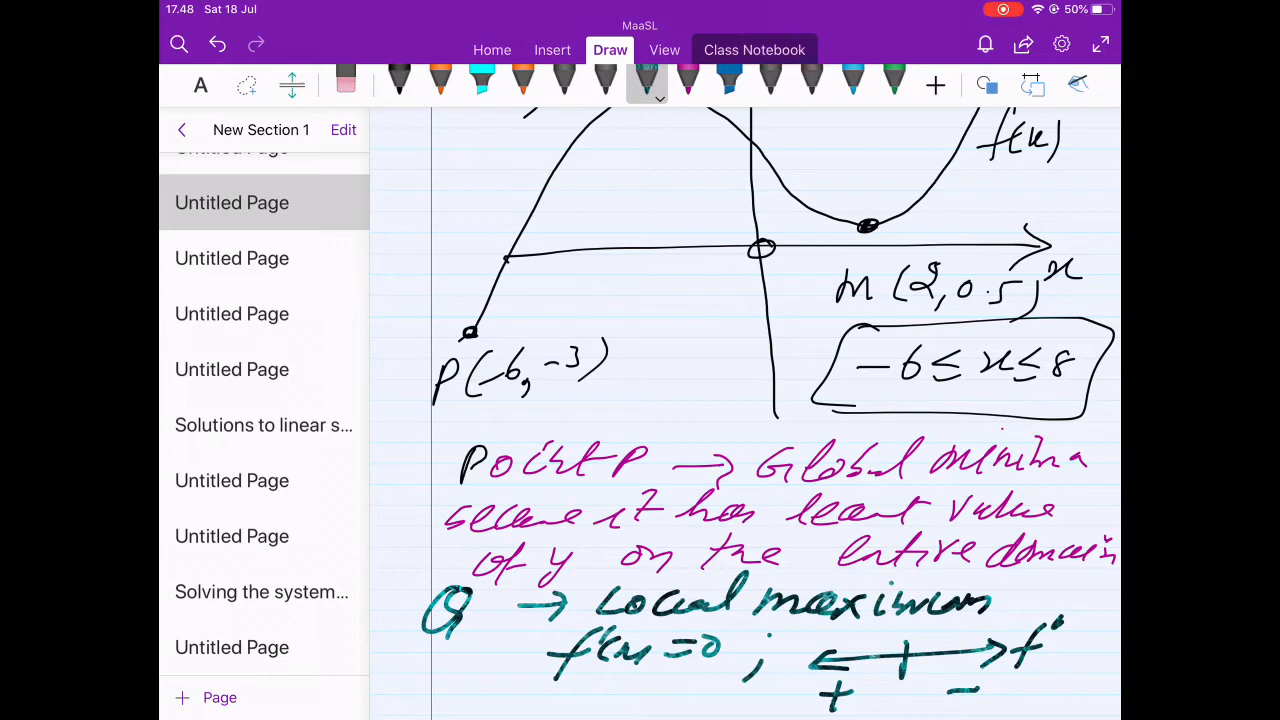 17.48 Sat 18 Jul
50%
MaaSL
Home Insert Draw View Class Notebook
A
New Section 1 Edit
Untitled Page
Untitled Page
Untitled Page
Untitled Page
Untitled Page
Solutions to linear s...
Untitled Page
Untitled Page
Solving the system...
Untitled Page
+ Page
f(x)
M (2, 0.5)
x
P(-6, -3)
-6 ≤ x ≤ 8
Point P → Global minima
it has least value
of y on the entire domain
Q → Local maximum
f'(x) = 0 ; f'
+ -